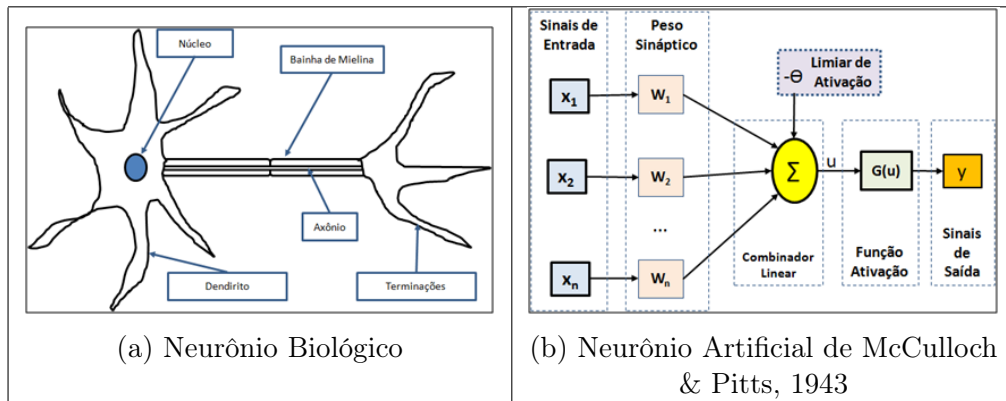 Núcleo
Bainha de Mielina
Axônio
Dendirito
Terminações
(a) Neurônio Biológico
Sinais de
Entrada
Peso
Sináptico
-Θ
Limiar de
Ativação
x1
W1
x2
W2
...
xn
Wn
Σ
u
G(u)
y
Combinador
Linear
Função
Ativação
Sinais
de
Saída
(b) Neurônio Artificial de McCulloch
& Pitts, 1943